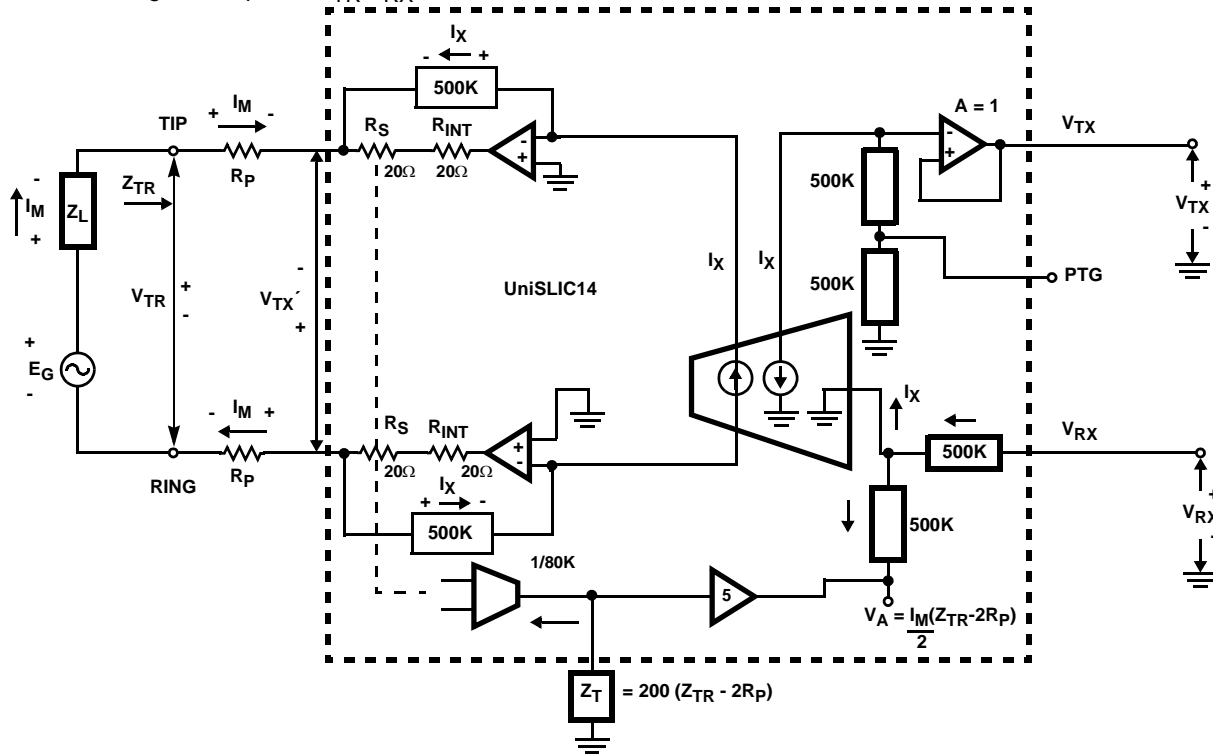 I_X
- ← +
500K
TIP
+ I_M -
R_P
R_S
20Ω
R_INT
20Ω
-
+
A = 1
-
+
V_TX
+
V_TX
-
500K
500K
PTG
I_X
I_X
UniSLIC14
Z_TR
-
I_M
+
Z_L
V_TR
+
-
-
V_TX´
+
+
E_G
-
- I_M +
R_P
RING
R_S
20Ω
R_INT
20Ω
+
-
I_X
+ → -
500K
I_X
500K
V_RX
+
V_RX
-
500K
1/80K
5
V_A = I_M(Z_TR-2R_P)
2
Z_T = 200 (Z_TR - 2R_P)